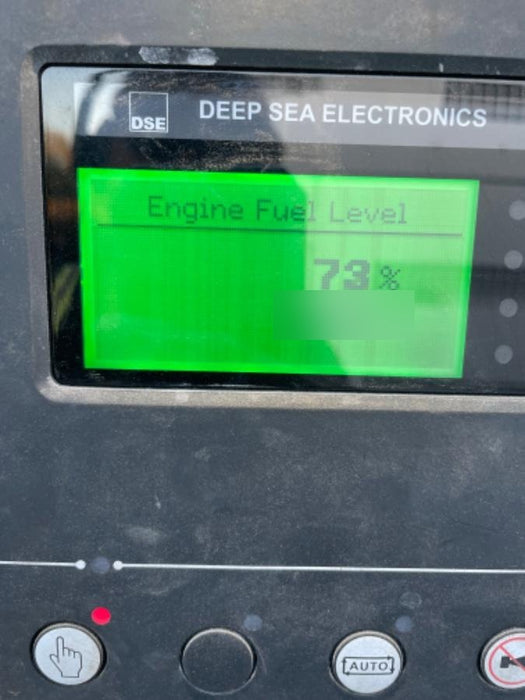 DSE
DEEP SEA ELECTRONICS
Engine Fuel Level
73%
AUTO